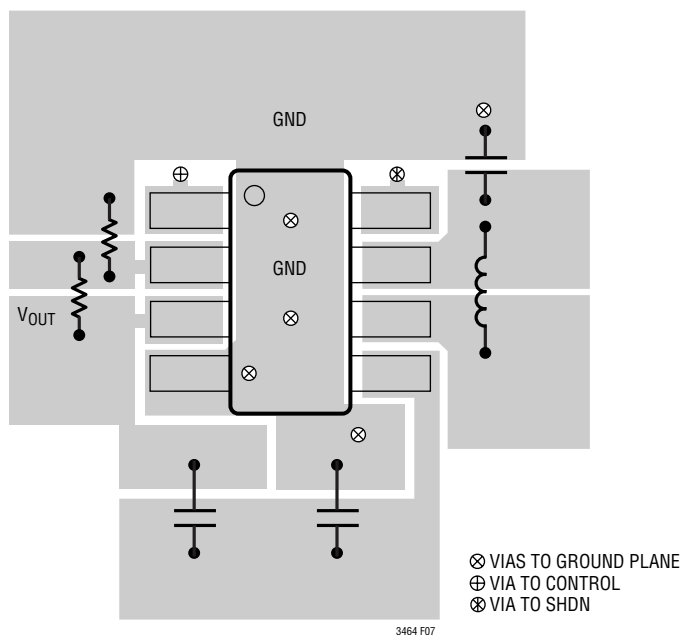 GND
GND
VOUT
⊗ VIAS TO GROUND PLANE
⊕ VIA TO CONTROL
VIA TO SHDN
3464 F07